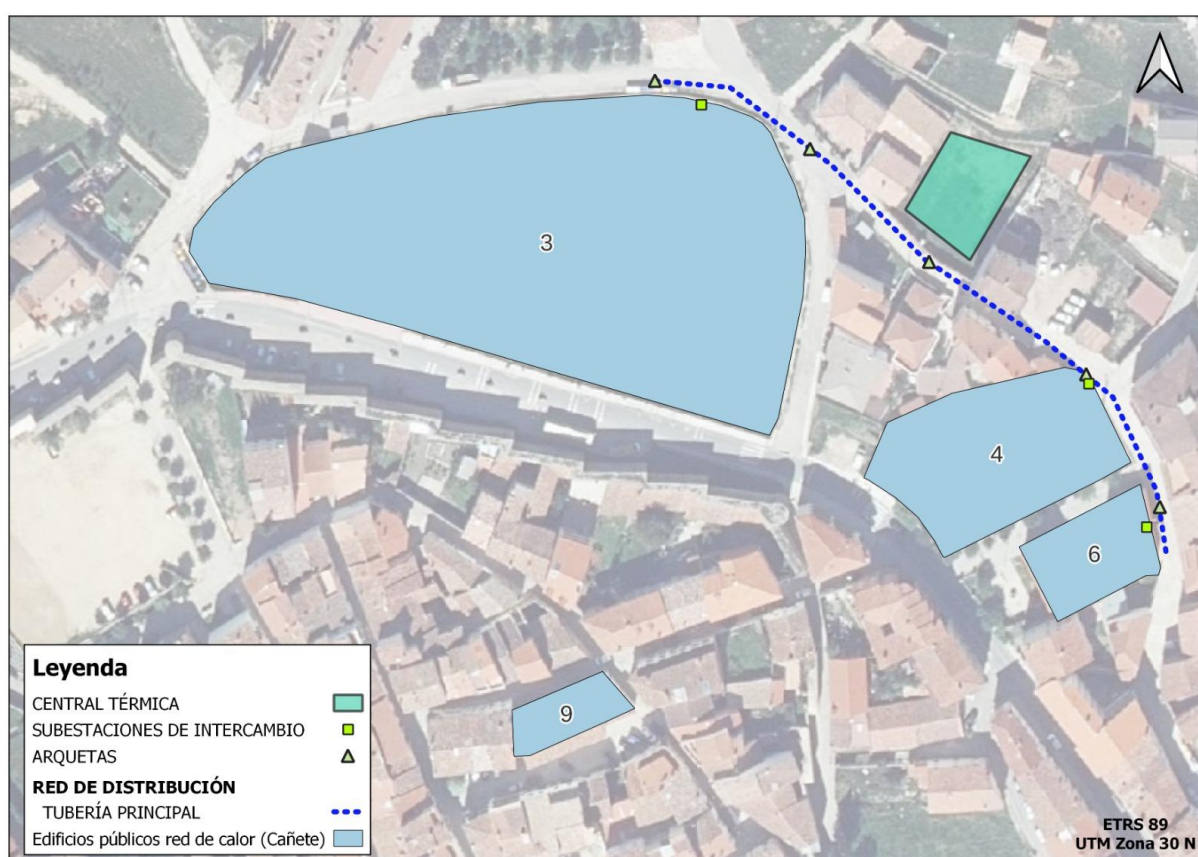 3
4
6
9
Leyenda
CENTRAL TÉRMICA
SUBESTACIONES DE INTERCAMBIO
ARQUETAS
RED DE DISTRIBUCIÓN
TUBERÍA PRINCIPAL
Edificios públicos red de calor (Cañete)
ETRS 89
UTM Zona 30 N